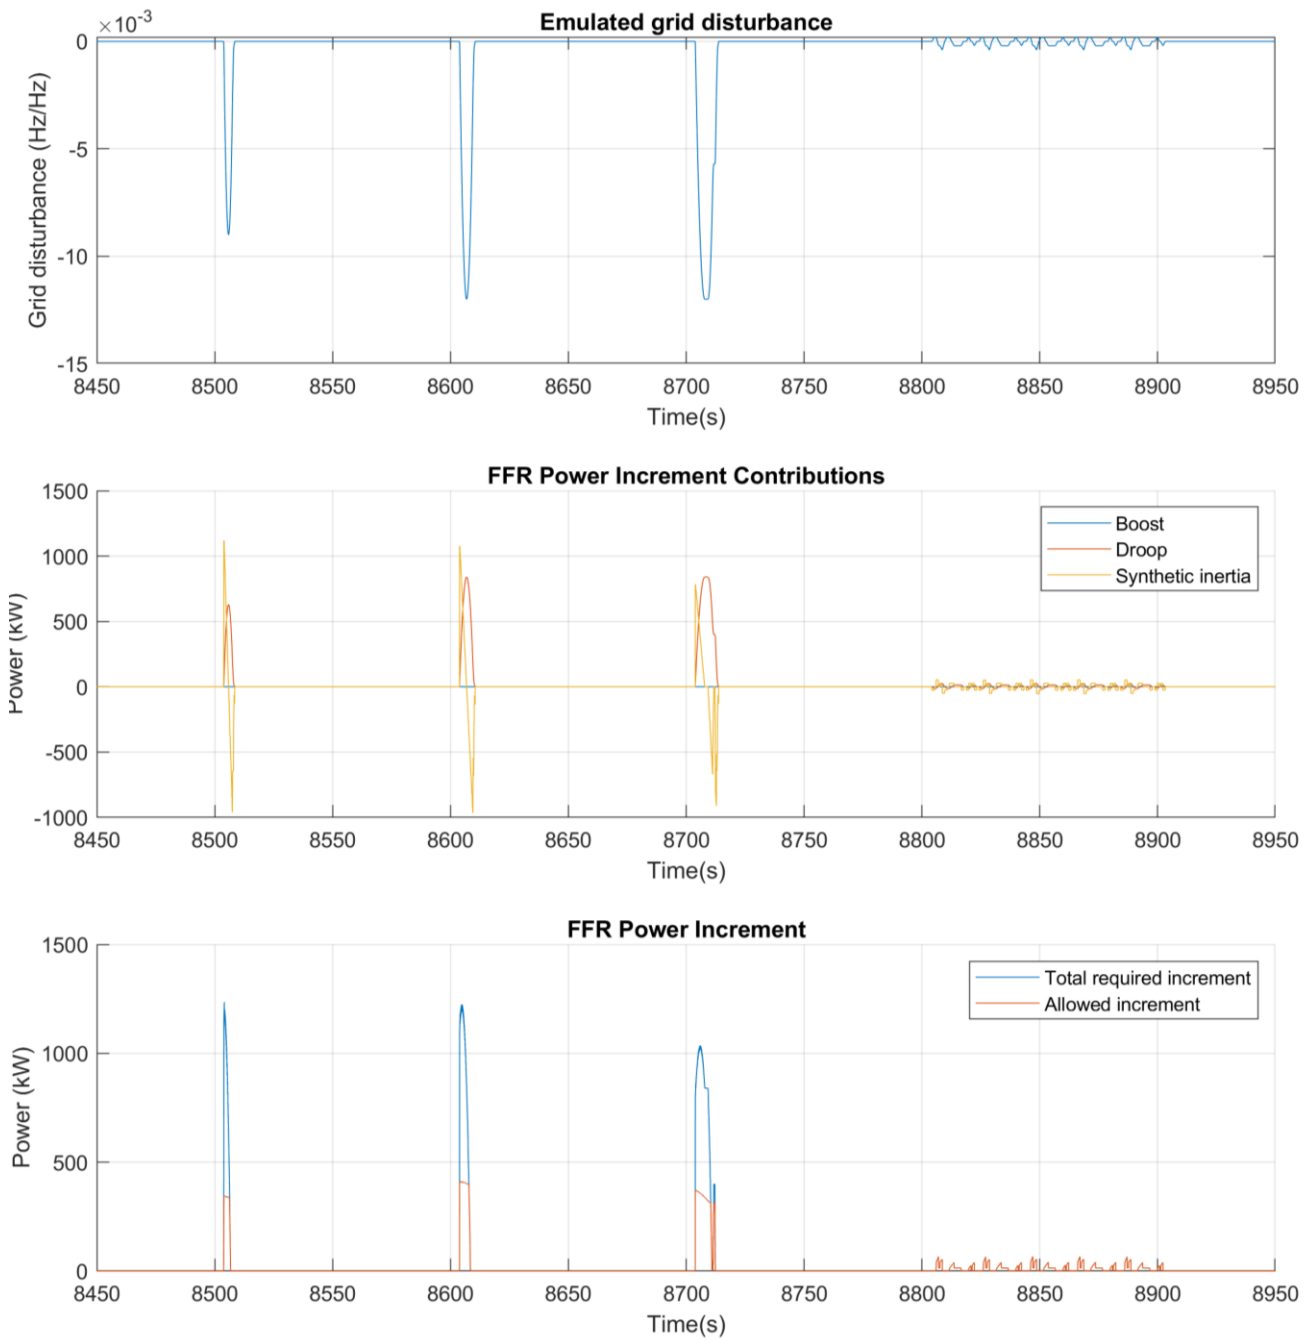 Emulated grid disturbance
×10-3
Grid disturbance (Hz/Hz)
0
-5
-10
-15
8450 8500 8550 8600 8650 8700 8750 8800 8850 8900 8950
Time(s)
FFR Power Increment Contributions
Power (kW)
1500
1000
500
0
-500
-1000
Boost
Droop
Synthetic inertia
8450 8500 8550 8600 8650 8700 8750 8800 8850 8900 8950
Time(s)
FFR Power Increment
Power (kW)
1500
1000
500
0
Total required increment
Allowed increment
8450 8500 8550 8600 8650 8700 8750 8800 8850 8900 8950
Time(s)